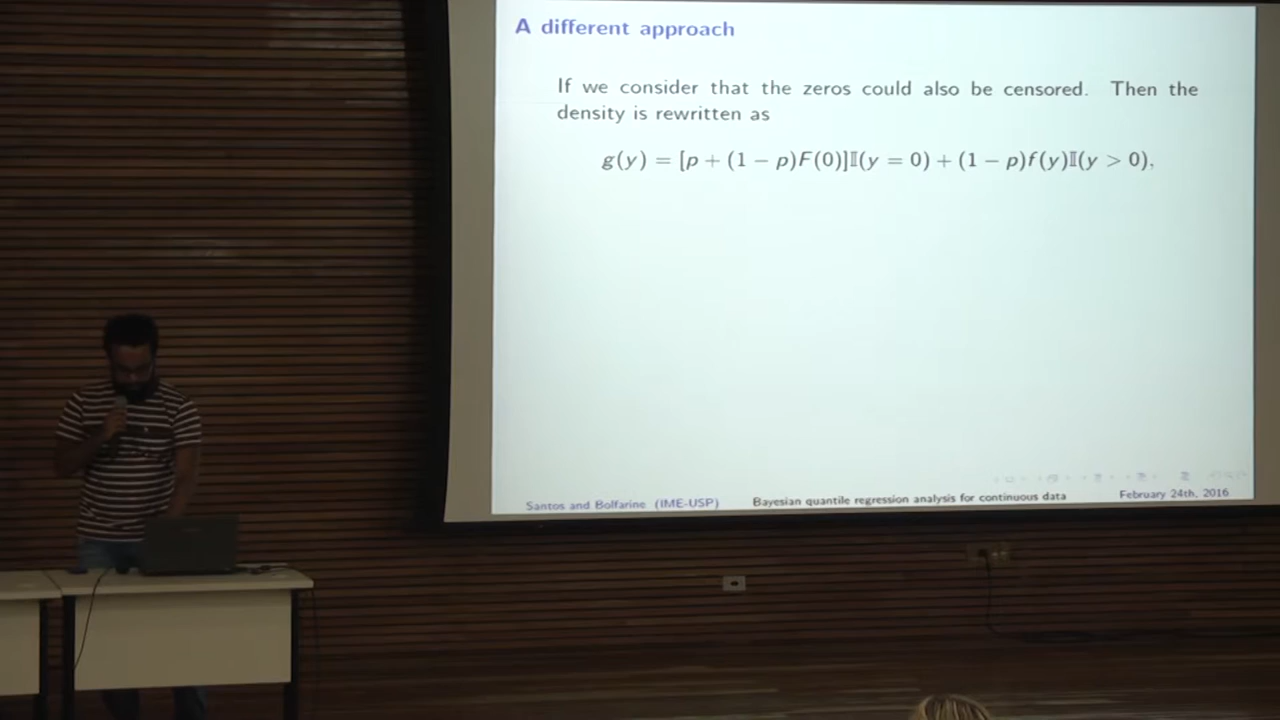 A different approach
If we consider that the zeros could also be censored. Then the
density is rewritten as
g(y) = [p + (1 − p)F(0)]𝕀(y = 0) + (1 − p)f(y)𝕀(y > 0),
Santos and Bolfarine (IME-USP) Bayesian quantile regression analysis for continuous data February 24th, 2016